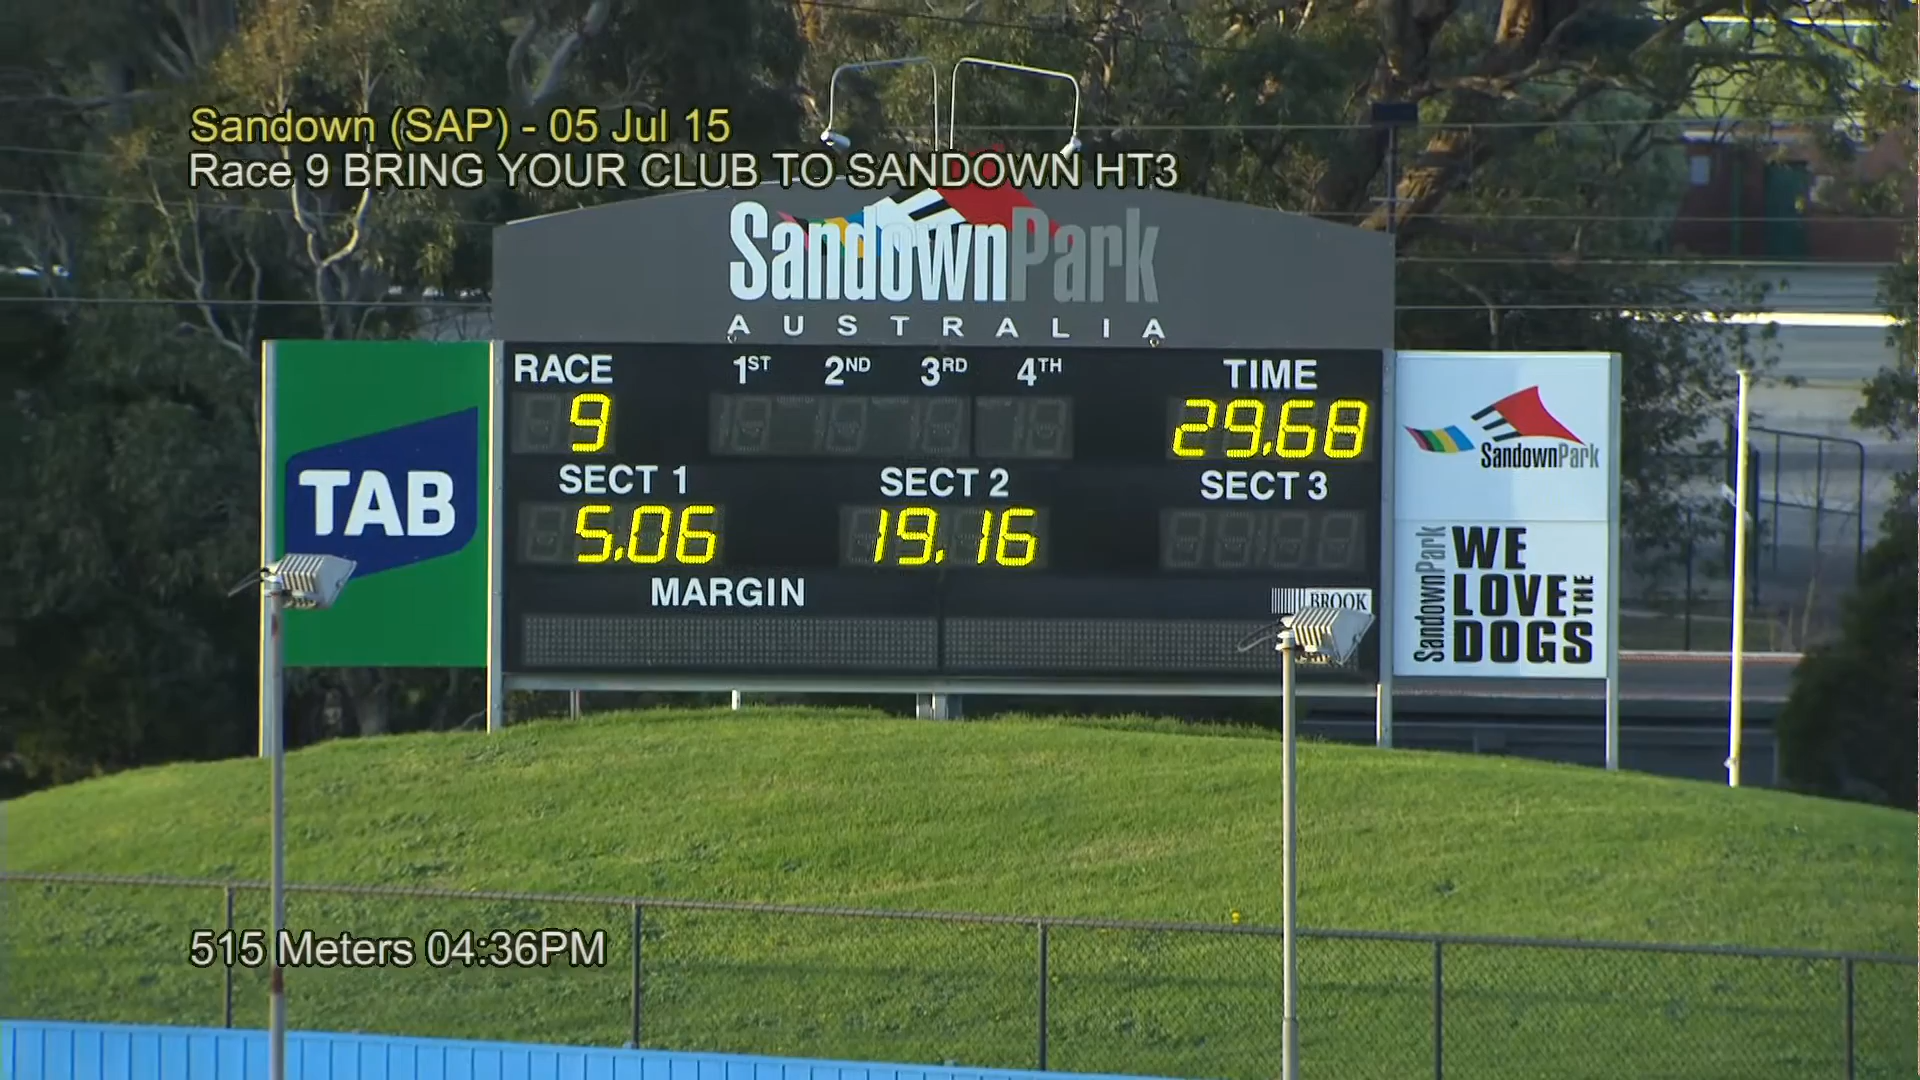 Sandown (SAP) - 05 Jul 15
Race 9 BRING YOUR CLUB TO SANDOWN HT3
SandownPark
AUSTRALIA
RACE 1ST 2ND 3RD 4TH TIME
9 29.68
SECT 1 SECT 2 SECT 3
5.06 19.16
MARGIN
BROOK
TAB
SandownPark
SandownPark
WE
LOVE THE
DOGS
515 Meters 04:36PM